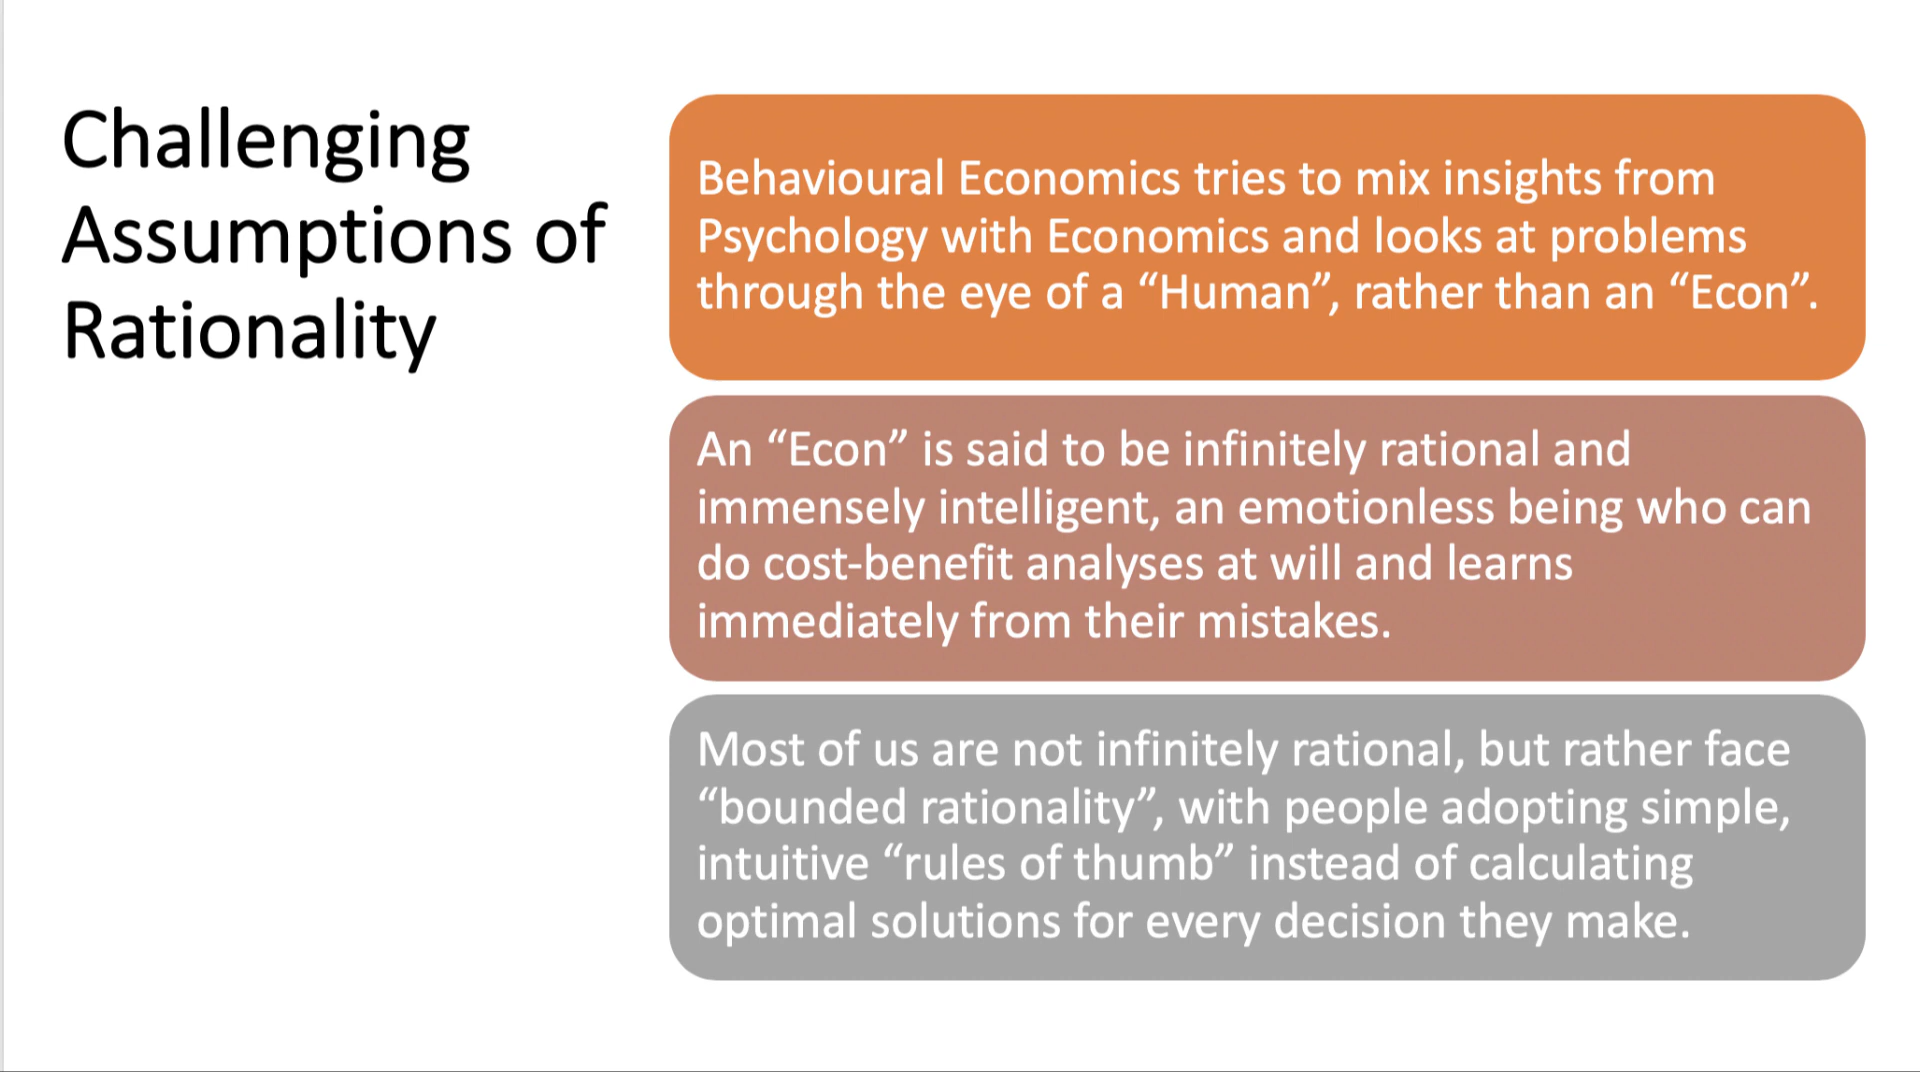 Challenging
Assumptions of
Rationality
Behavioural Economics tries to mix insights from
Psychology with Economics and looks at problems
through the eye of a “Human”, rather than an “Econ”.
An “Econ” is said to be infinitely rational and
immensely intelligent, an emotionless being who can
do cost-benefit analyses at will and learns
immediately from their mistakes.
Most of us are not infinitely rational, but rather face
“bounded rationality”, with people adopting simple,
intuitive “rules of thumb” instead of calculating
optimal solutions for every decision they make.